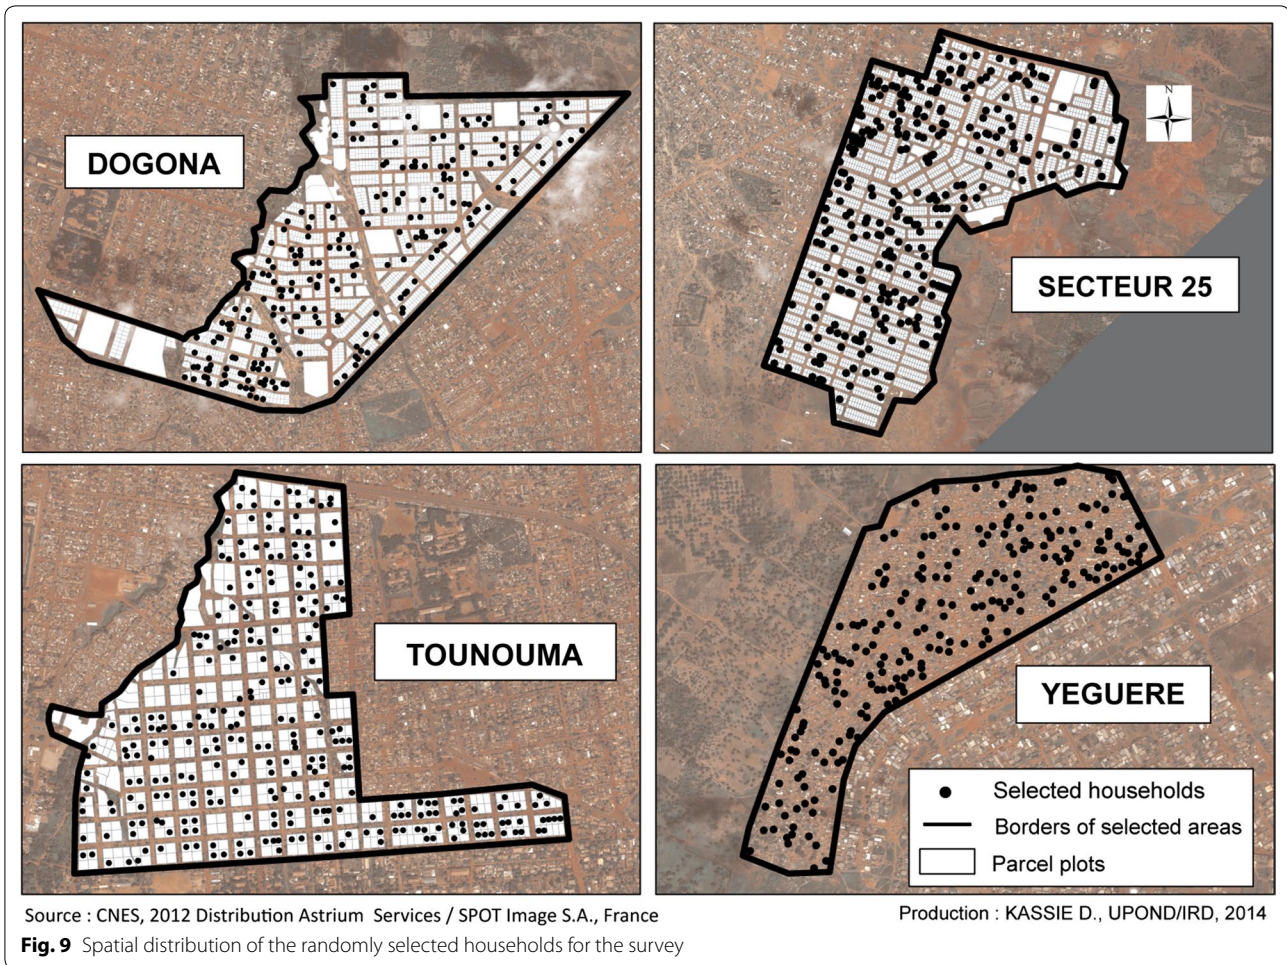 DOGONA
N
SECTEUR 25
TOUNOUMA
YEGUERE
Selected households
Borders of selected areas
Parcel plots
Source : CNES, 2012 Distribution Astrium Services / SPOT Image S.A., France
Production : KASSIE D., UPOND/IRD, 2014
Fig. 9 Spatial distribution of the randomly selected households for the survey